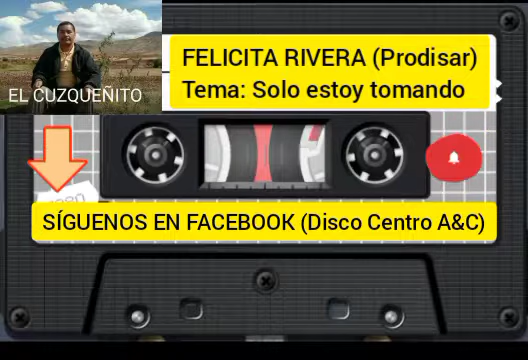 FELICITA RIVERA (Prodisar)
Tema: Solo estoy tomando
EL CUZQUEÑITO
SÍGUENOS EN FACEBOOK (Disco Centro A&C)